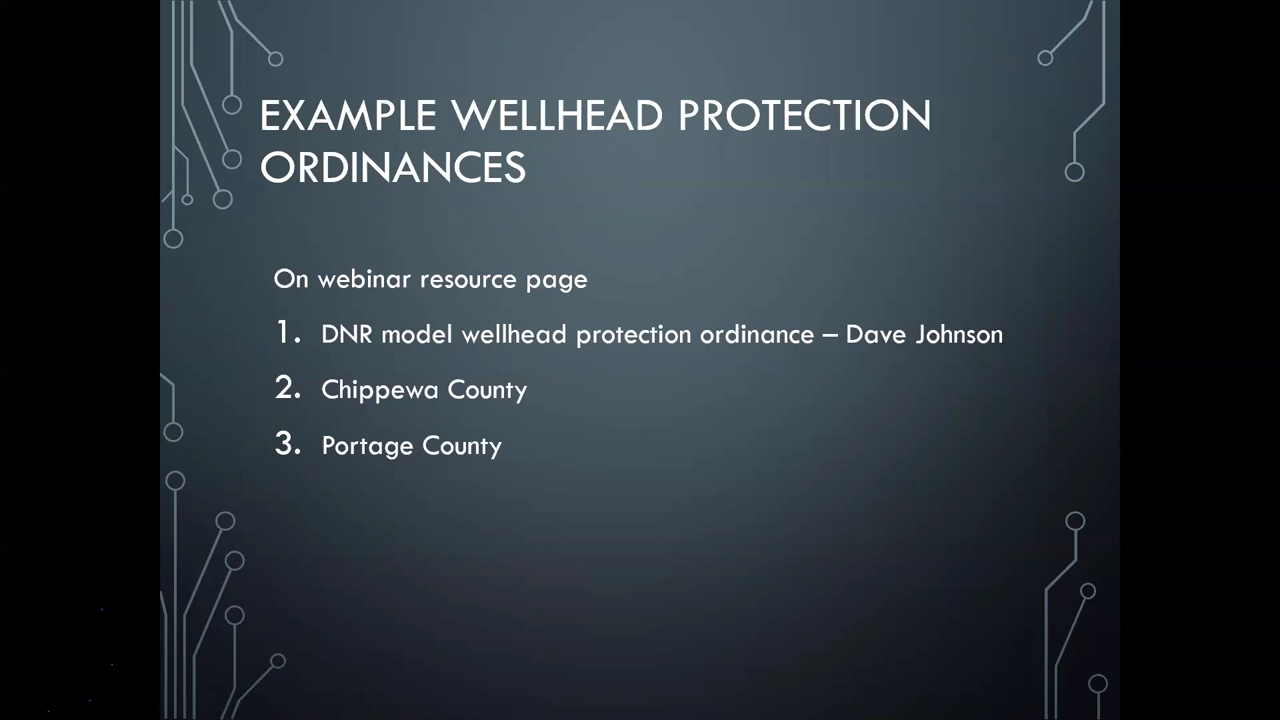 EXAMPLE WELLHEAD PROTECTION
ORDINANCES
On webinar resource page
1. DNR model wellhead protection ordinance – Dave Johnson
2. Chippewa County
3. Portage County